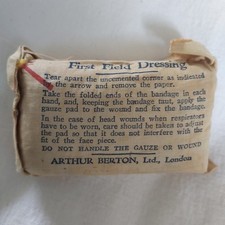 First Field Dressing
Tear apart the uncemented corner as indicated
by the arrow and remove the paper.
Take the folded ends of the bandage in each
hand, and, keeping the bandage taut, apply the
gauze pad to the wound and fix the bandage.
In the case of head wounds when respirators
have to be worn, care should be taken to adjust
the pad so that it does not interfere with the
fit of the face piece.
DO NOT HANDLE THE GAUZE OR WOUND
ARTHUR BERTON, Ltd., London